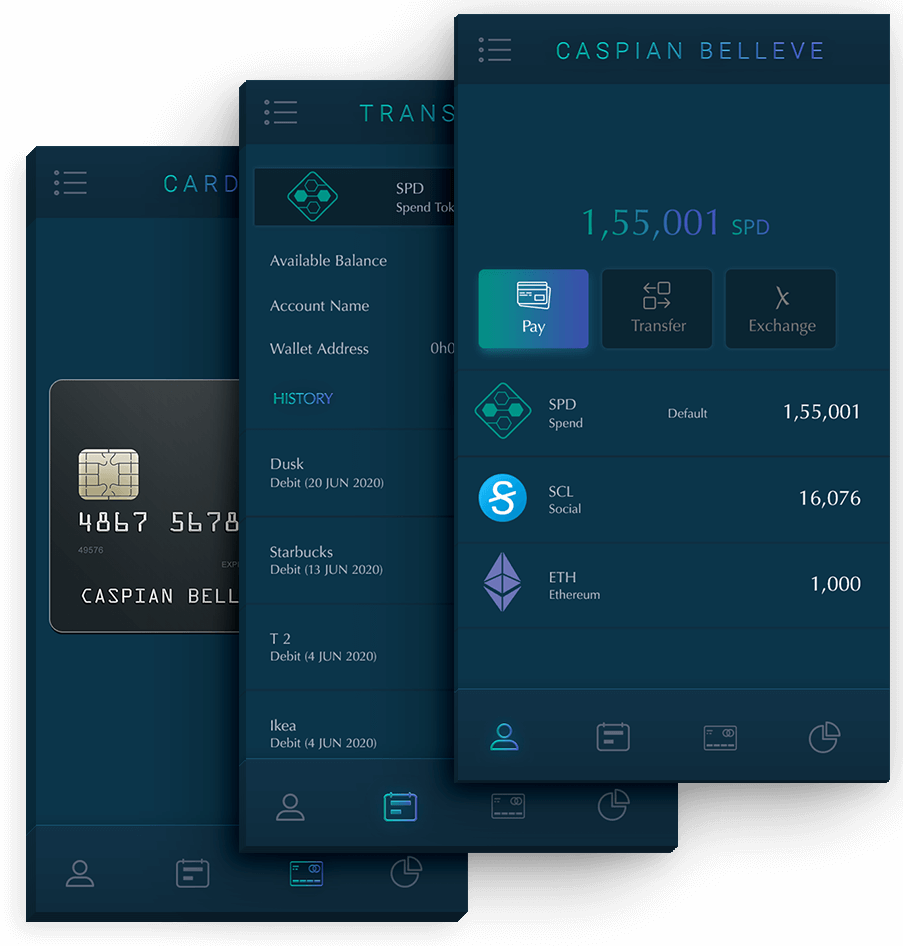 CASPIAN BELLEVE
1,55,001 SPD
Pay
Transfer
Exchange
SPD
Spend
Default
1,55,001
SCL
Social
16,076
ETH
Ethereum
1,000
TRANS
SPD
Spend Tok
Available Balance
Account Name
Wallet Address
0h0
HISTORY
Dusk
Debit (20 JUN 2020)
Starbucks
Debit (13 JUN 2020)
T 2
Debit (4 JUN 2020)
Ikea
Debit (4 JUN 2020)
CARD
4867 5678
49576
EXP
CASPIAN BELL